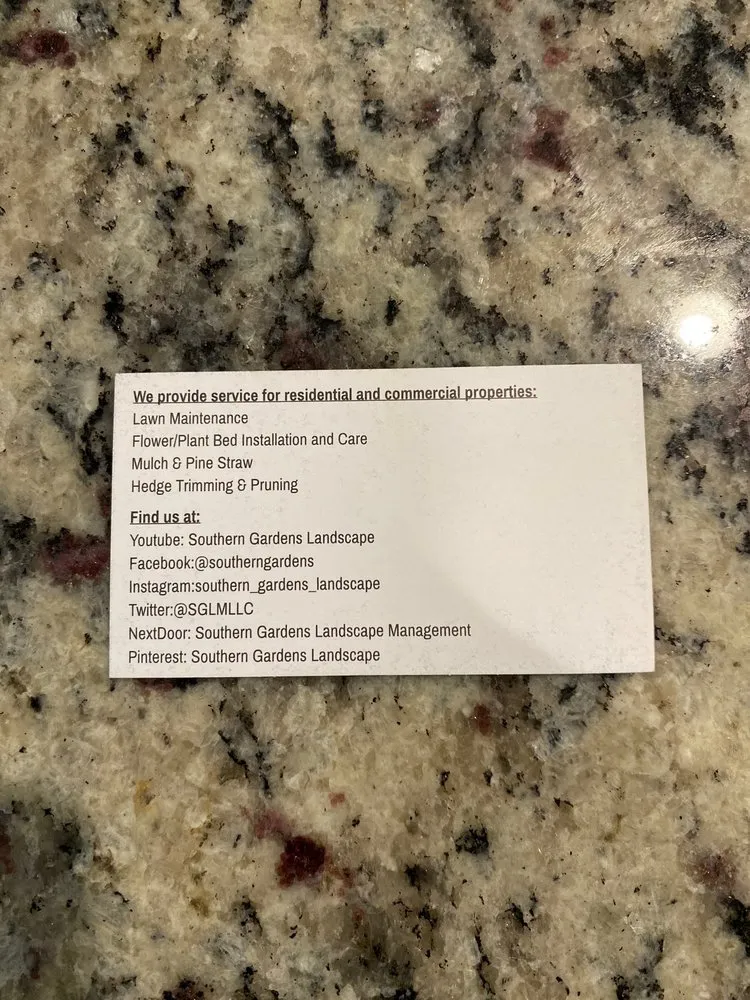 We provide service for residential and commercial properties:
Lawn Maintenance
Flower/Plant Bed Installation and Care
Mulch & Pine Straw
Hedge Trimming & Pruning
Find us at:
Youtube: Southern Gardens Landscape
Facebook:@southerngardens
Instagram:southern_gardens_landscape
Twitter:@SGLMLLC
NextDoor: Southern Gardens Landscape Management
Pinterest: Southern Gardens Landscape